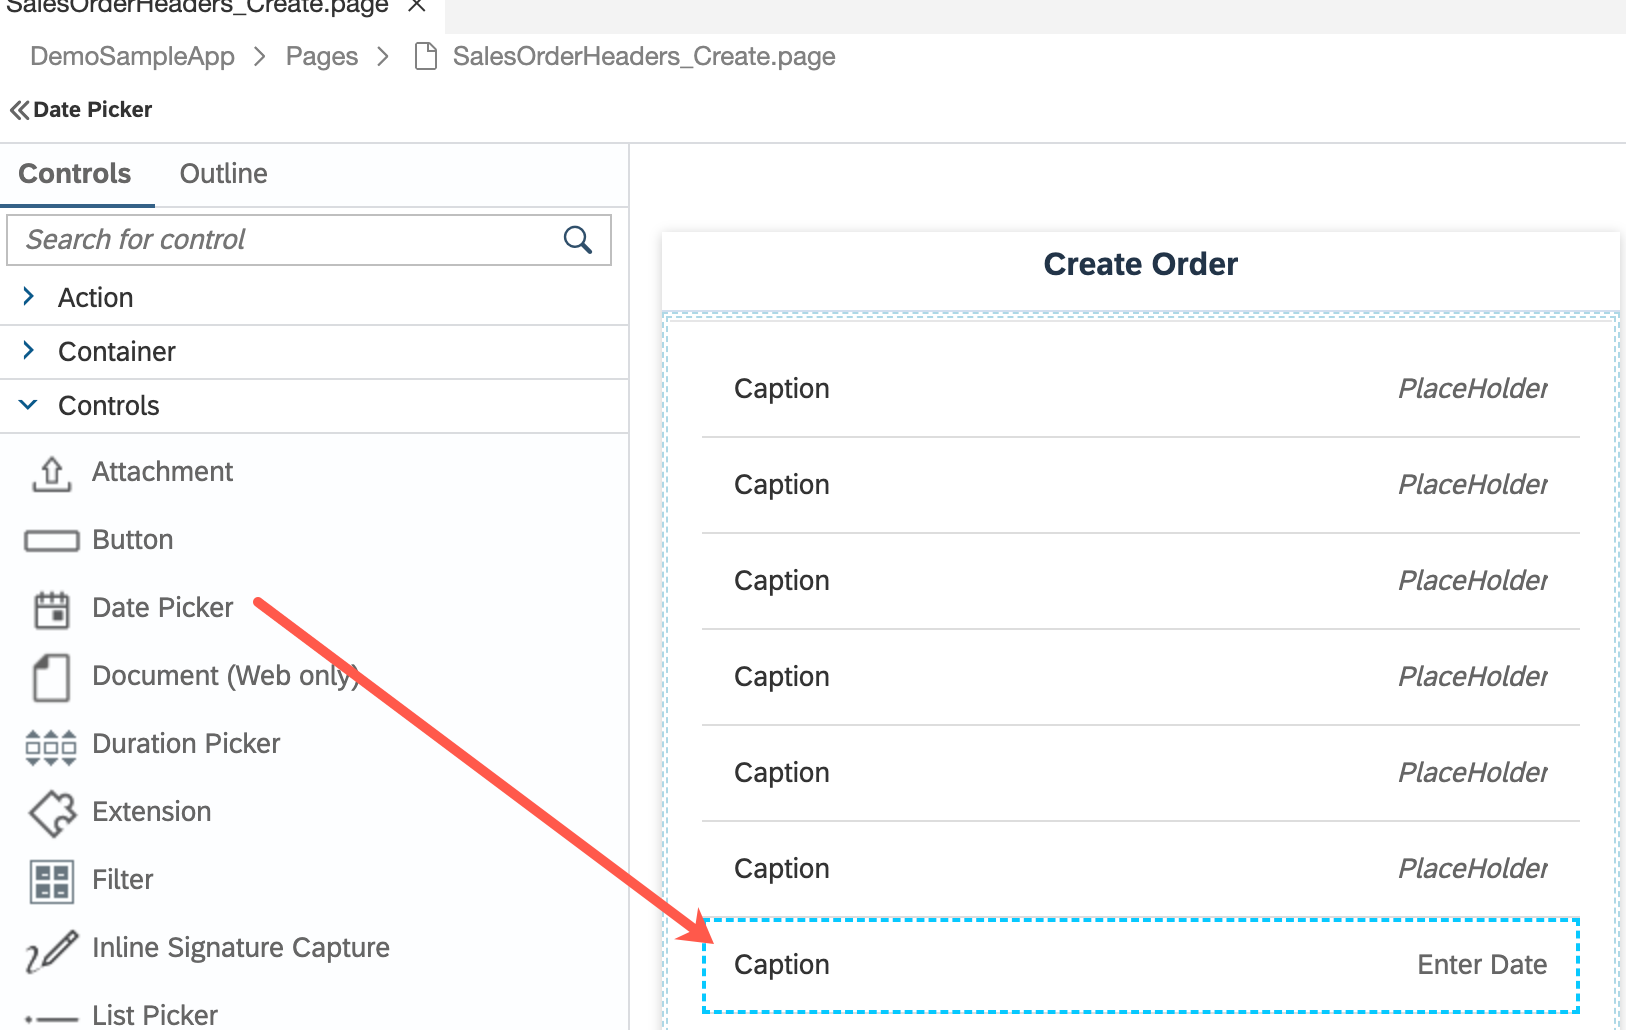 SalesOrderHeaders_Create.page
DemoSampleApp > Pages > SalesOrderHeaders_Create.page
Date Picker
Controls Outline
Search for control
Action
Container
Controls
Attachment
Button
Date Picker
Document (Web only)
Duration Picker
Extension
Filter
Inline Signature Capture
List Picker
Create Order
Caption PlaceHolder
Caption PlaceHolder
Caption PlaceHolder
Caption PlaceHolder
Caption PlaceHolder
Caption PlaceHolder
Caption Enter Date